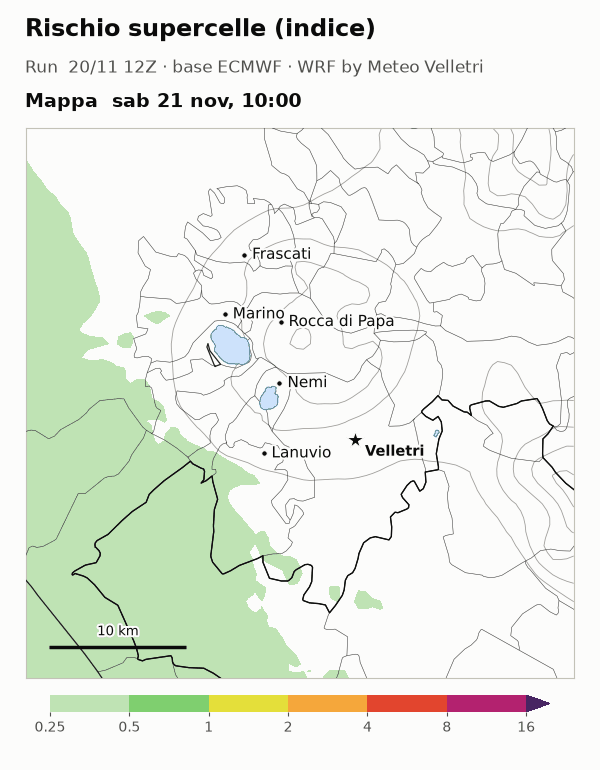 Rischio supercelle (indice)
Run  20/11 12Z · base ECMWF · WRF by Meteo Velletri
Mappa  sab 21 nov, 10:00
Frascati
Marino
Rocca di Papa
Nemi
Velletri
Lanuvio
10 km
0.25 0.5 1 2 4 8 16